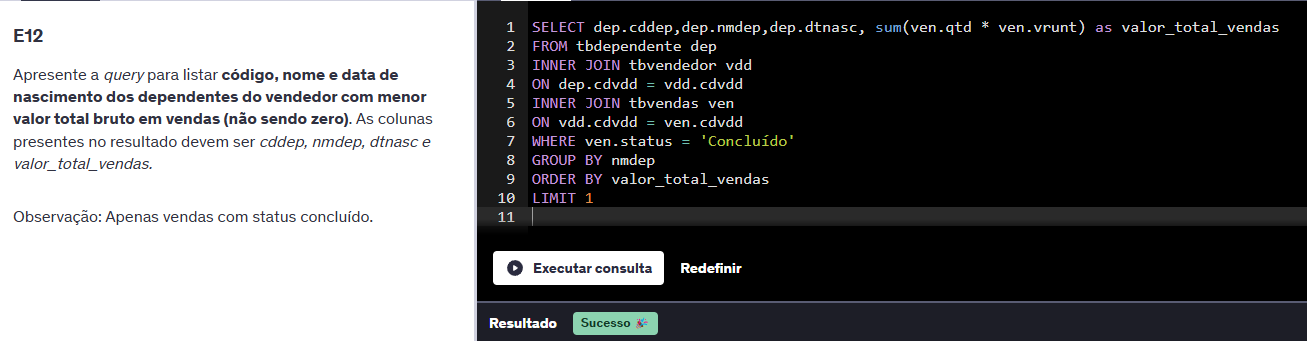 E12
Apresente a query para listar código, nome e data de
nascimento dos dependentes do vendedor com menor
valor total bruto em vendas (não sendo zero). As colunas
presentes no resultado devem ser cddep, nmdep, dtnasc e
valor_total_vendas.
Observação: Apenas vendas com status concluído.
1 SELECT dep.cddep,dep.nmdep,dep.dtnasc, sum(ven.qtd * ven.vrunt) as valor_total_vendas
2 FROM tbdependente dep
3 INNER JOIN tbvendedor vdd
4 ON dep.cdvdd = vdd.cdvdd
5 INNER JOIN tbvendas ven
6 ON vdd.cdvdd = ven.cdvdd
7 WHERE ven.status = 'Concluído'
8 GROUP BY nmdep
9 ORDER BY valor_total_vendas
10 LIMIT 1
11
Executar consulta Redefinir
Resultado Sucesso 🎉